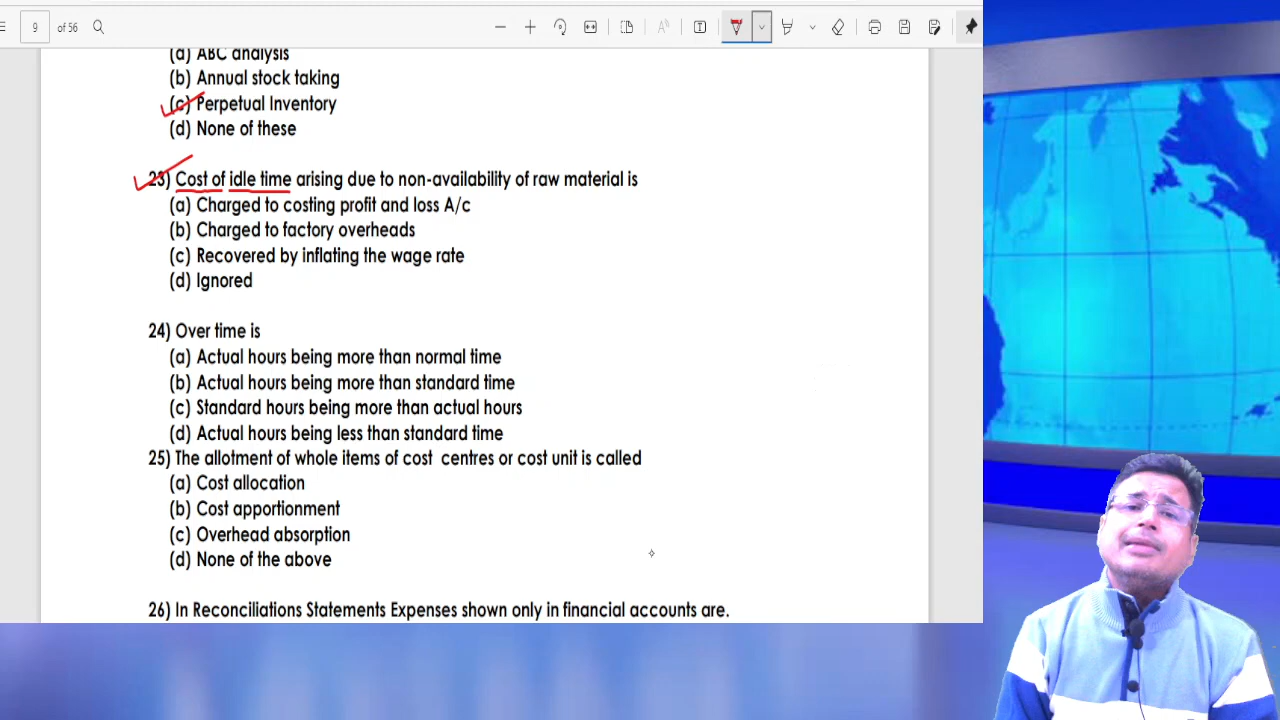 9 of 56
(a) ABC analysis
(b) Annual stock taking
(c) Perpetual Inventory
(d) None of these
23) Cost of idle time arising due to non-availability of raw material is
(a) Charged to costing profit and loss A/c
(b) Charged to factory overheads
(c) Recovered by inflating the wage rate
(d) Ignored
24) Over time is
(a) Actual hours being more than normal time
(b) Actual hours being more than standard time
(c) Standard hours being more than actual hours
(d) Actual hours being less than standard time
25) The allotment of whole items of cost centres or cost unit is called
(a) Cost allocation
(b) Cost apportionment
(c) Overhead absorption
(d) None of the above
26) In Reconciliations Statements Expenses shown only in financial accounts are.